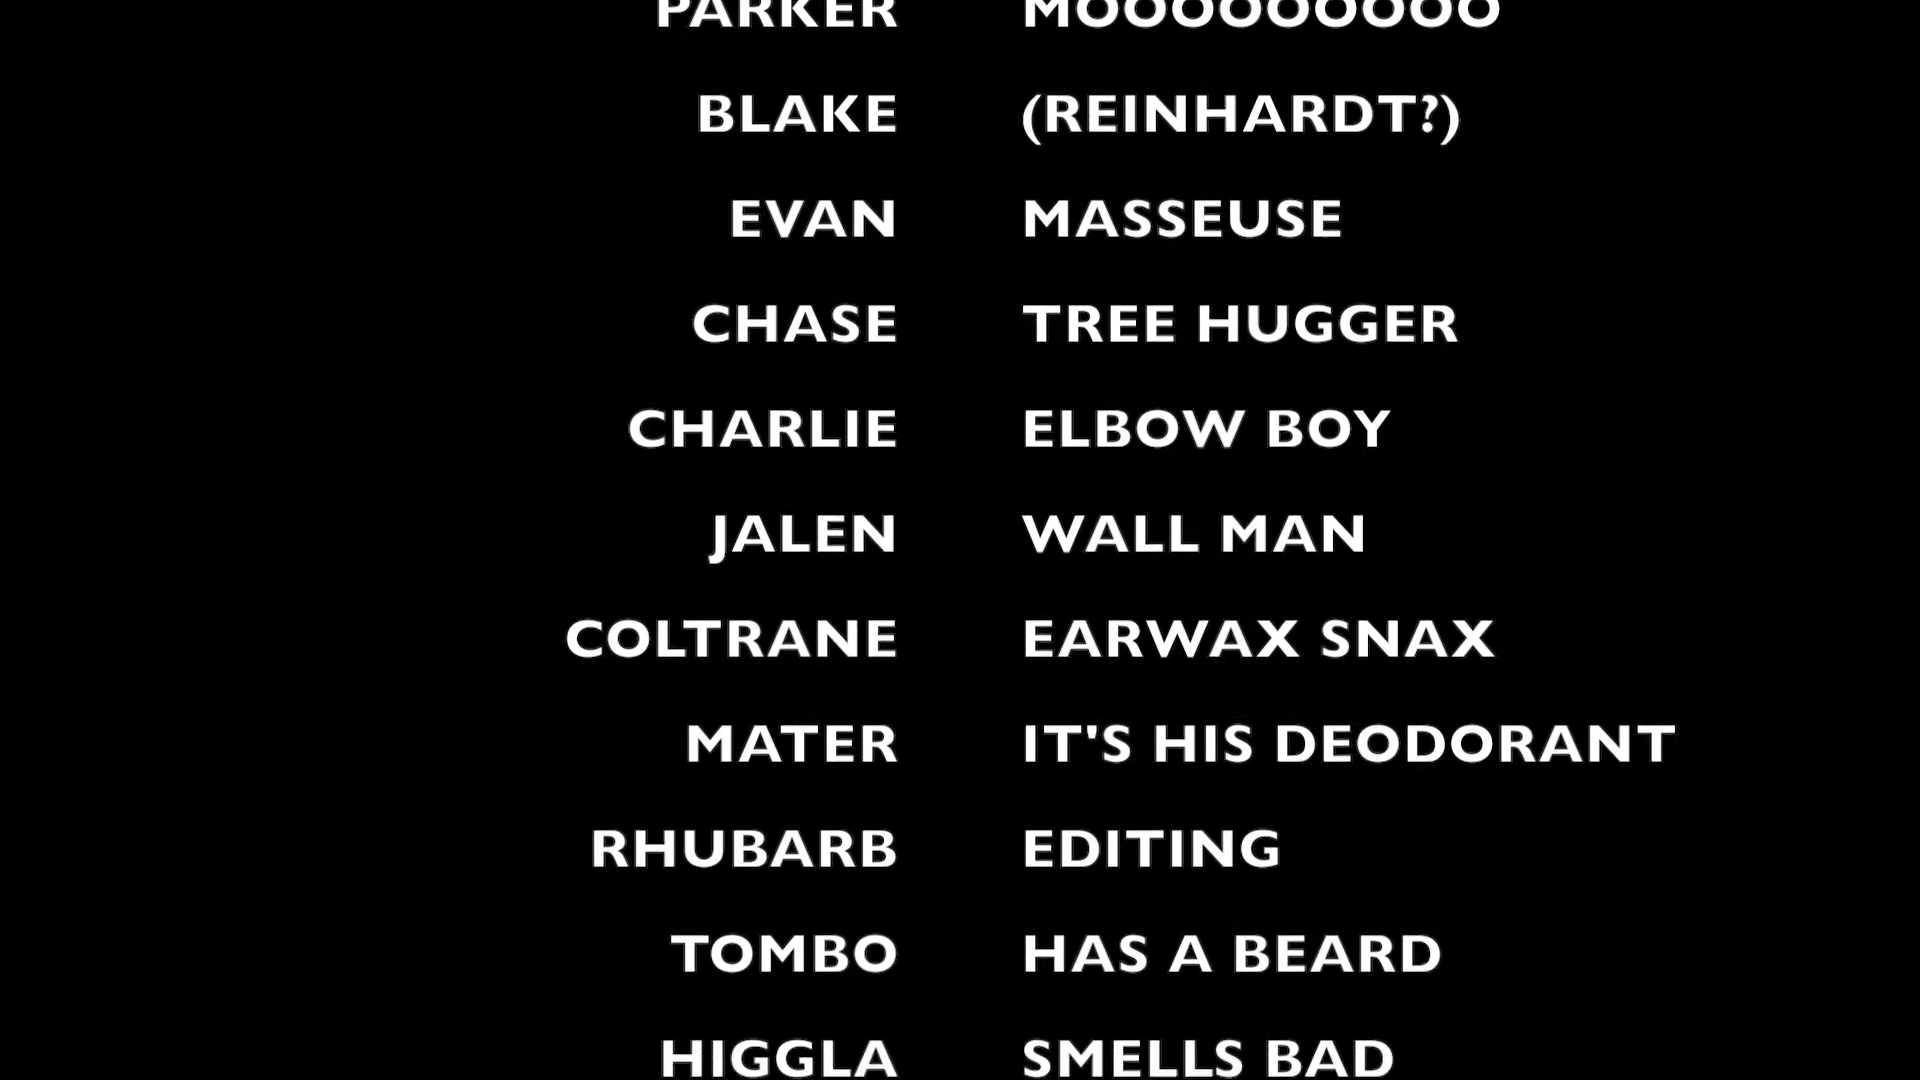 PARKER MOOOOOOOOO
BLAKE (REINHARDT?)
EVAN MASSEUSE
CHASE TREE HUGGER
CHARLIE ELBOW BOY
JALEN WALL MAN
COLTRANE EARWAX SNAX
MATER IT'S HIS DEODORANT
RHUBARB EDITING
TOMBO HAS A BEARD
HIGGLA SMELLS BAD